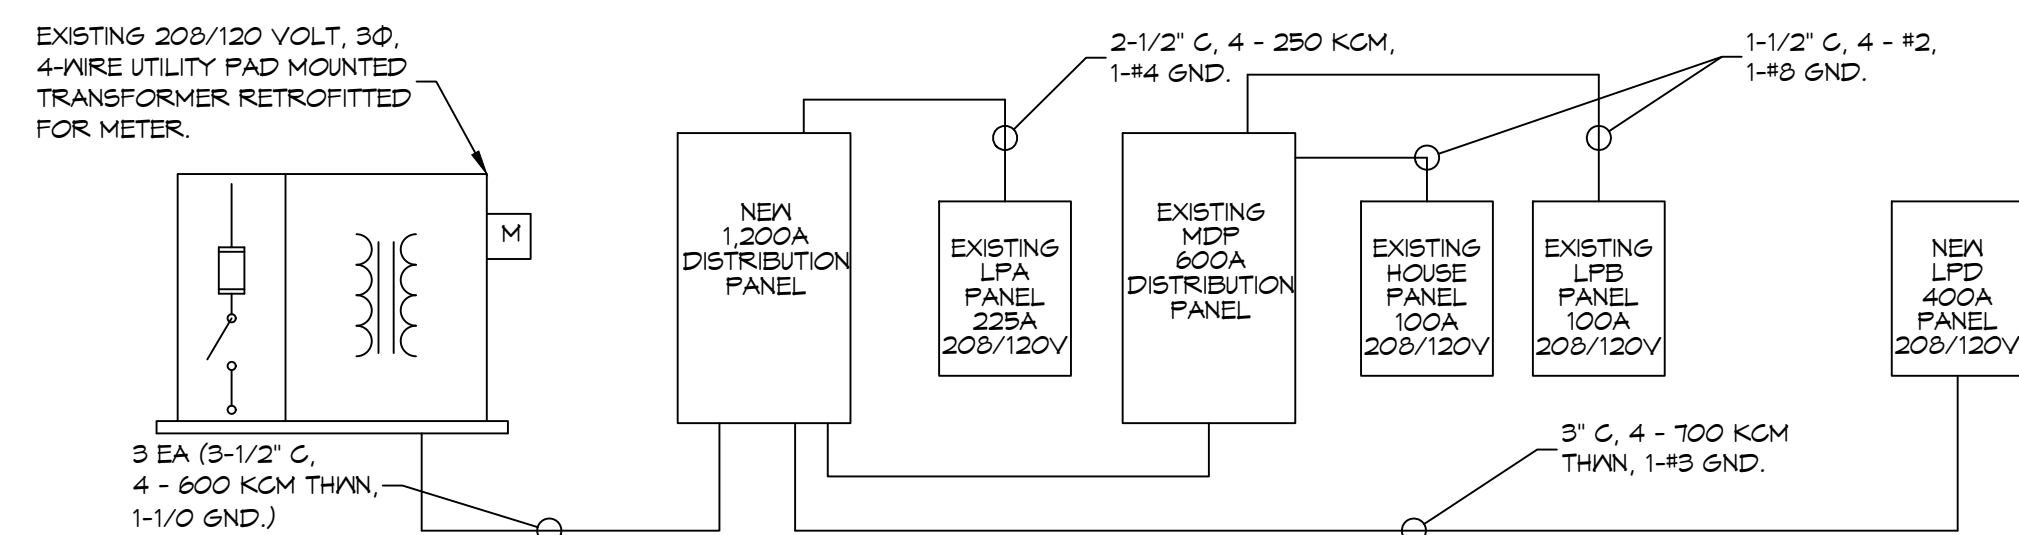 EXISTING 208/120 VOLT, 3Φ,
4-WIRE UTILITY PAD MOUNTED
TRANSFORMER RETROFITTED
FOR METER.
M
3 EA (3-1/2" C,
4 - 600 KCM THWN,
1-1/0 GND.)
NEW
1,200A
DISTRIBUTION
PANEL
2-1/2" C, 4 - 250 KCM,
1-#4 GND.
EXISTING
LPA
PANEL
225A
208/120V
EXISTING
MDP
600A
DISTRIBUTION
PANEL
1-1/2" C, 4 - #2,
1-#8 GND.
EXISTING
HOUSE
PANEL
100A
208/120V
EXISTING
LPB
PANEL
100A
208/120V
NEW
LPD
400A
PANEL
208/120V
3" C, 4 - 700 KCM
THWN, 1-#3 GND.